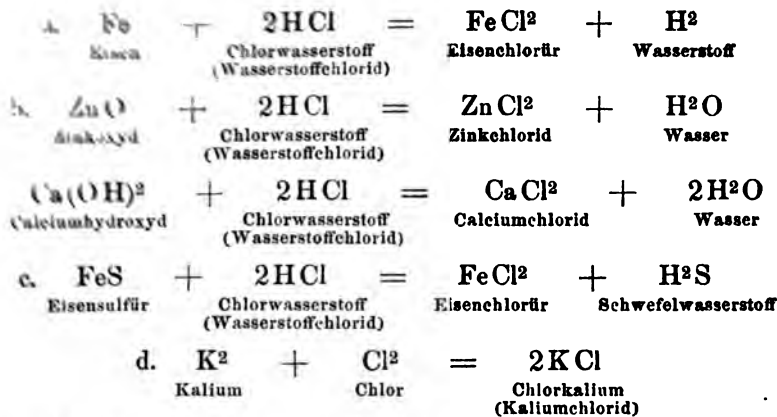 a. Fe + 2HCl = FeCl² + H²
Eisen Chlorwasserstoff Eisenchlorür Wasserstoff
(Wasserstoffchlorid)
b. ZnO + 2HCl = ZnCl² + H²O
Zinkoxyd Chlorwasserstoff Zinkchlorid Wasser
(Wasserstoffchlorid)
Ca(OH)² + 2HCl = CaCl² + 2H²O
Calciumhydroxyd Chlorwasserstoff Calciumchlorid Wasser
(Wasserstoffchlorid)
c. FeS + 2HCl = FeCl² + H²S
Eisensulfür Chlorwasserstoff Eisenchlorür Schwefelwasserstoff
(Wasserstoffchlorid)
d. K² + Cl² = 2KCl
Kalium Chlor Chlorkalium
(Kaliumchlorid)